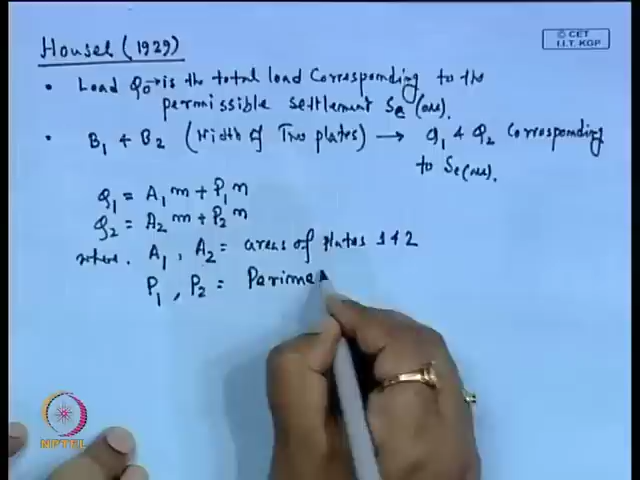 Housel (1929)
© CET
I.I.T. KGP
• Load Q₀→is the total load Corresponding to the
permissible settlement Se (all).
• B₁ & B₂ (Width of Two plates) → Q₁ & Q₂ Corresponding
to Se(all).
Q₁ = A₁ m + P₁ n
Q₂ = A₂ m + P₂ n
where. A₁, A₂ = areas of plates 1 & 2
P₁, P₂ = Perime
NPTEL